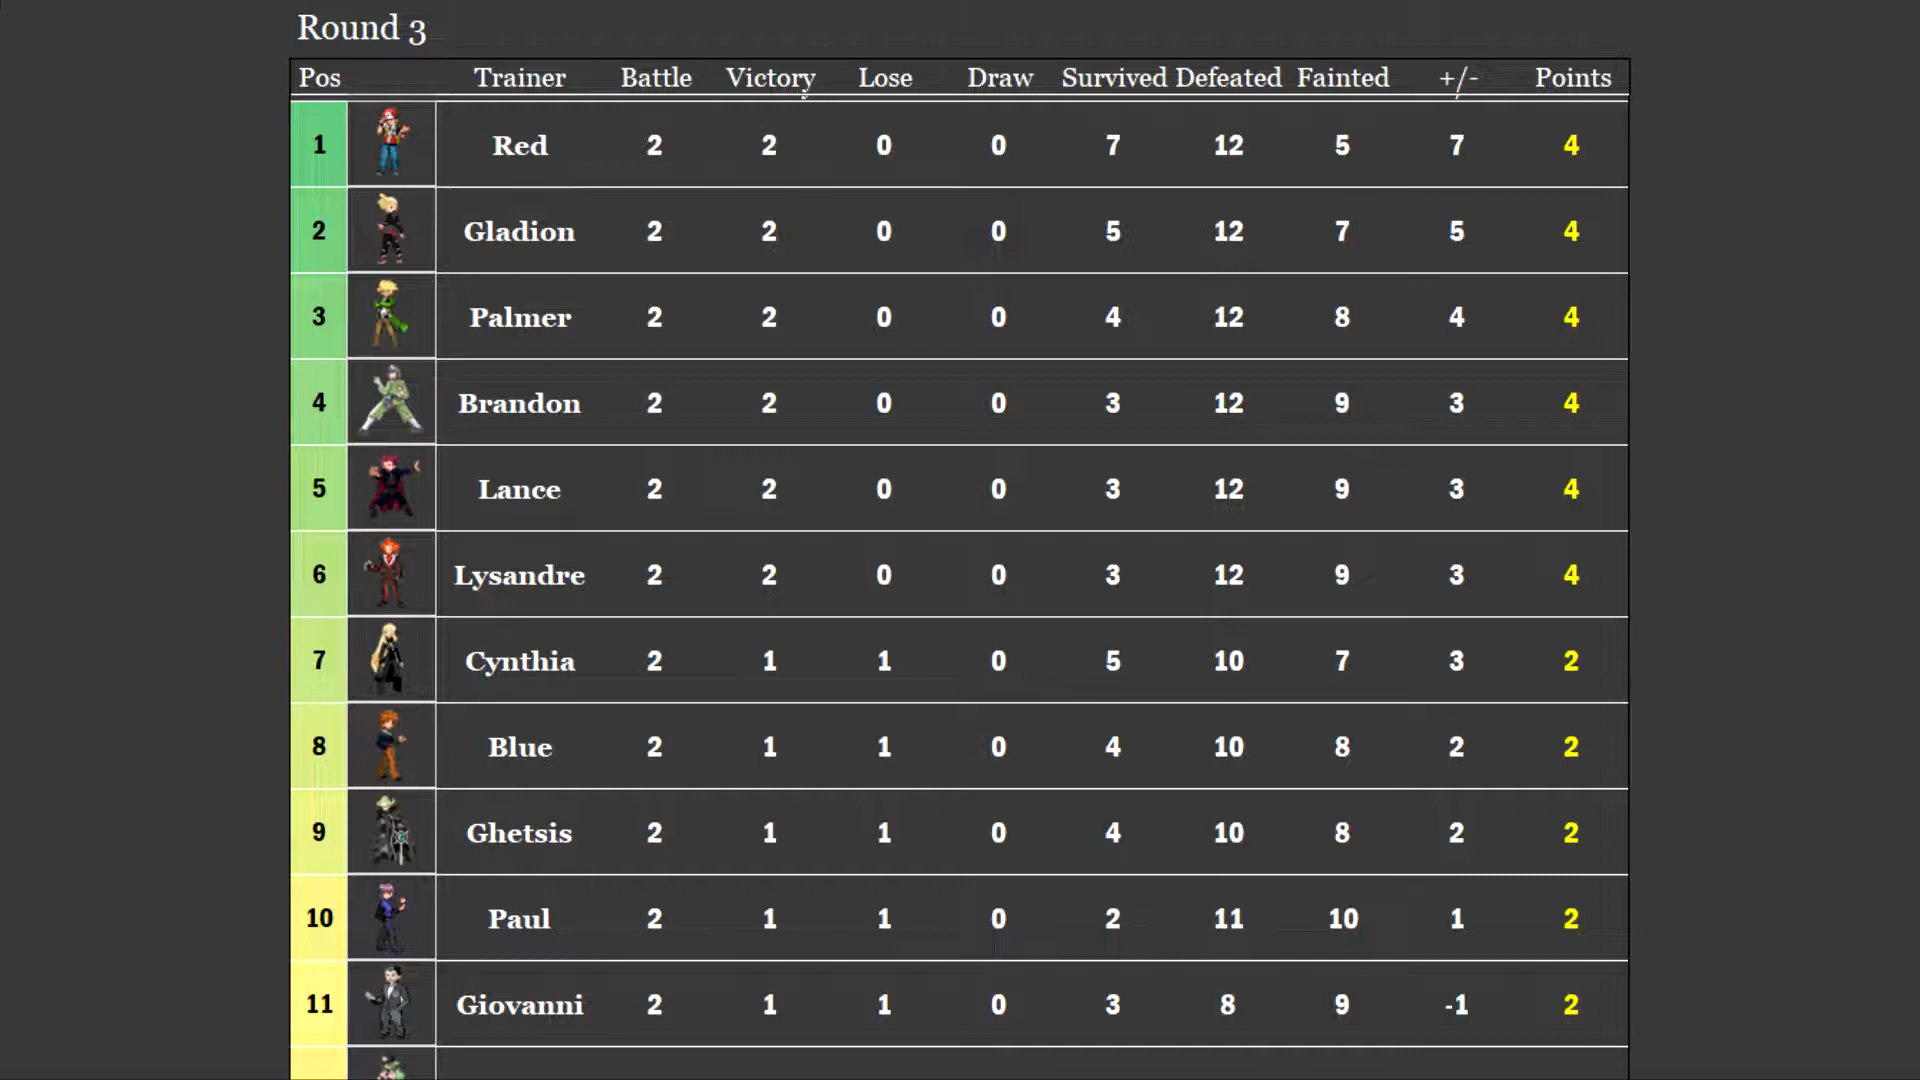 Round 3
Pos Trainer Battle Victory Lose Draw Survived Defeated Fainted +/- Points
1 Red 2 2 0 0 7 12 5 7 4
2 Gladion 2 2 0 0 5 12 7 5 4
3 Palmer 2 2 0 0 4 12 8 4 4
4 Brandon 2 2 0 0 3 12 9 3 4
5 Lance 2 2 0 0 3 12 9 3 4
6 Lysandre 2 2 0 0 3 12 9 3 4
7 Cynthia 2 1 1 0 5 10 7 3 2
8 Blue 2 1 1 0 4 10 8 2 2
9 Ghetsis 2 1 1 0 4 10 8 2 2
10 Paul 2 1 1 0 2 11 10 1 2
11 Giovanni 2 1 1 0 3 8 9 -1 2